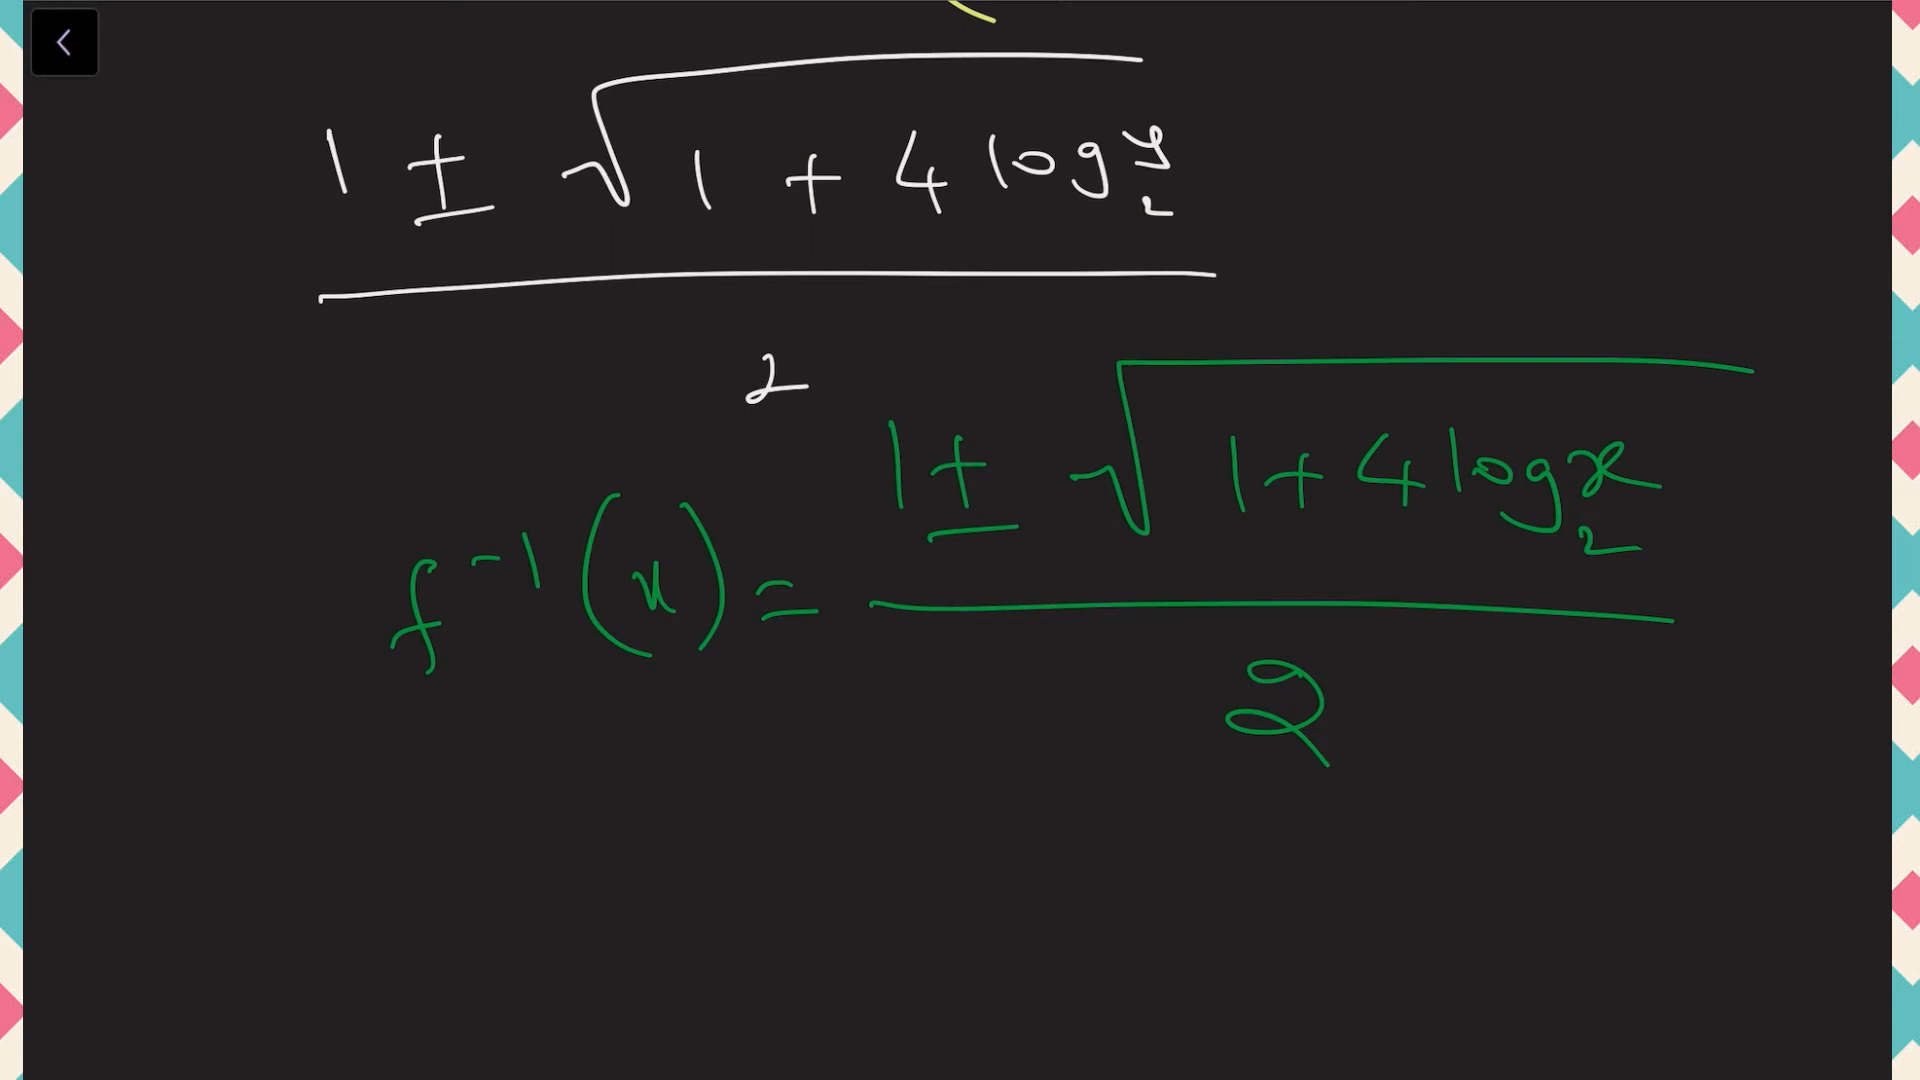 1 ± √(1 + 4 log₂ y)
2
f⁻¹(x) = 1 ± √(1 + 4 log₂ x)
2